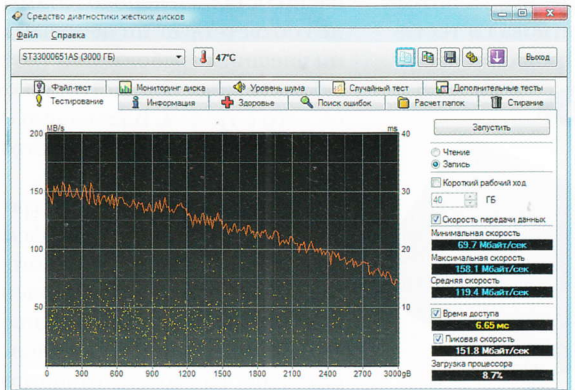 Средство диагностики жестких дисков
Файл Справка
ST33000651AS (3000 ГБ)
47°C
Выход
Файл-тест Мониторинг диска Уровень шума Случайный тест Дополнительные тесты
Тестирование Информация Здоровье Поиск ошибок Расчет папок Стирание
200 MB/s ms 40
150 30
100 20
50 10
0 300 600 900 1200 1500 1800 2100 2400 2700 3000gB
Запустить
Чтение
Запись
Короткий рабочий ход
40 ГБ
Скорость передачи данных
Минимальная скорость
69.7 Мбайт/сек
Максимальная скорость
158.1 Мбайт/сек
Средняя скорость
119.4 Мбайт/сек
Время доступа
6.65 мс
Пиковая скорость
151.8 Мбайт/сек
Загрузка процессора
8.7%